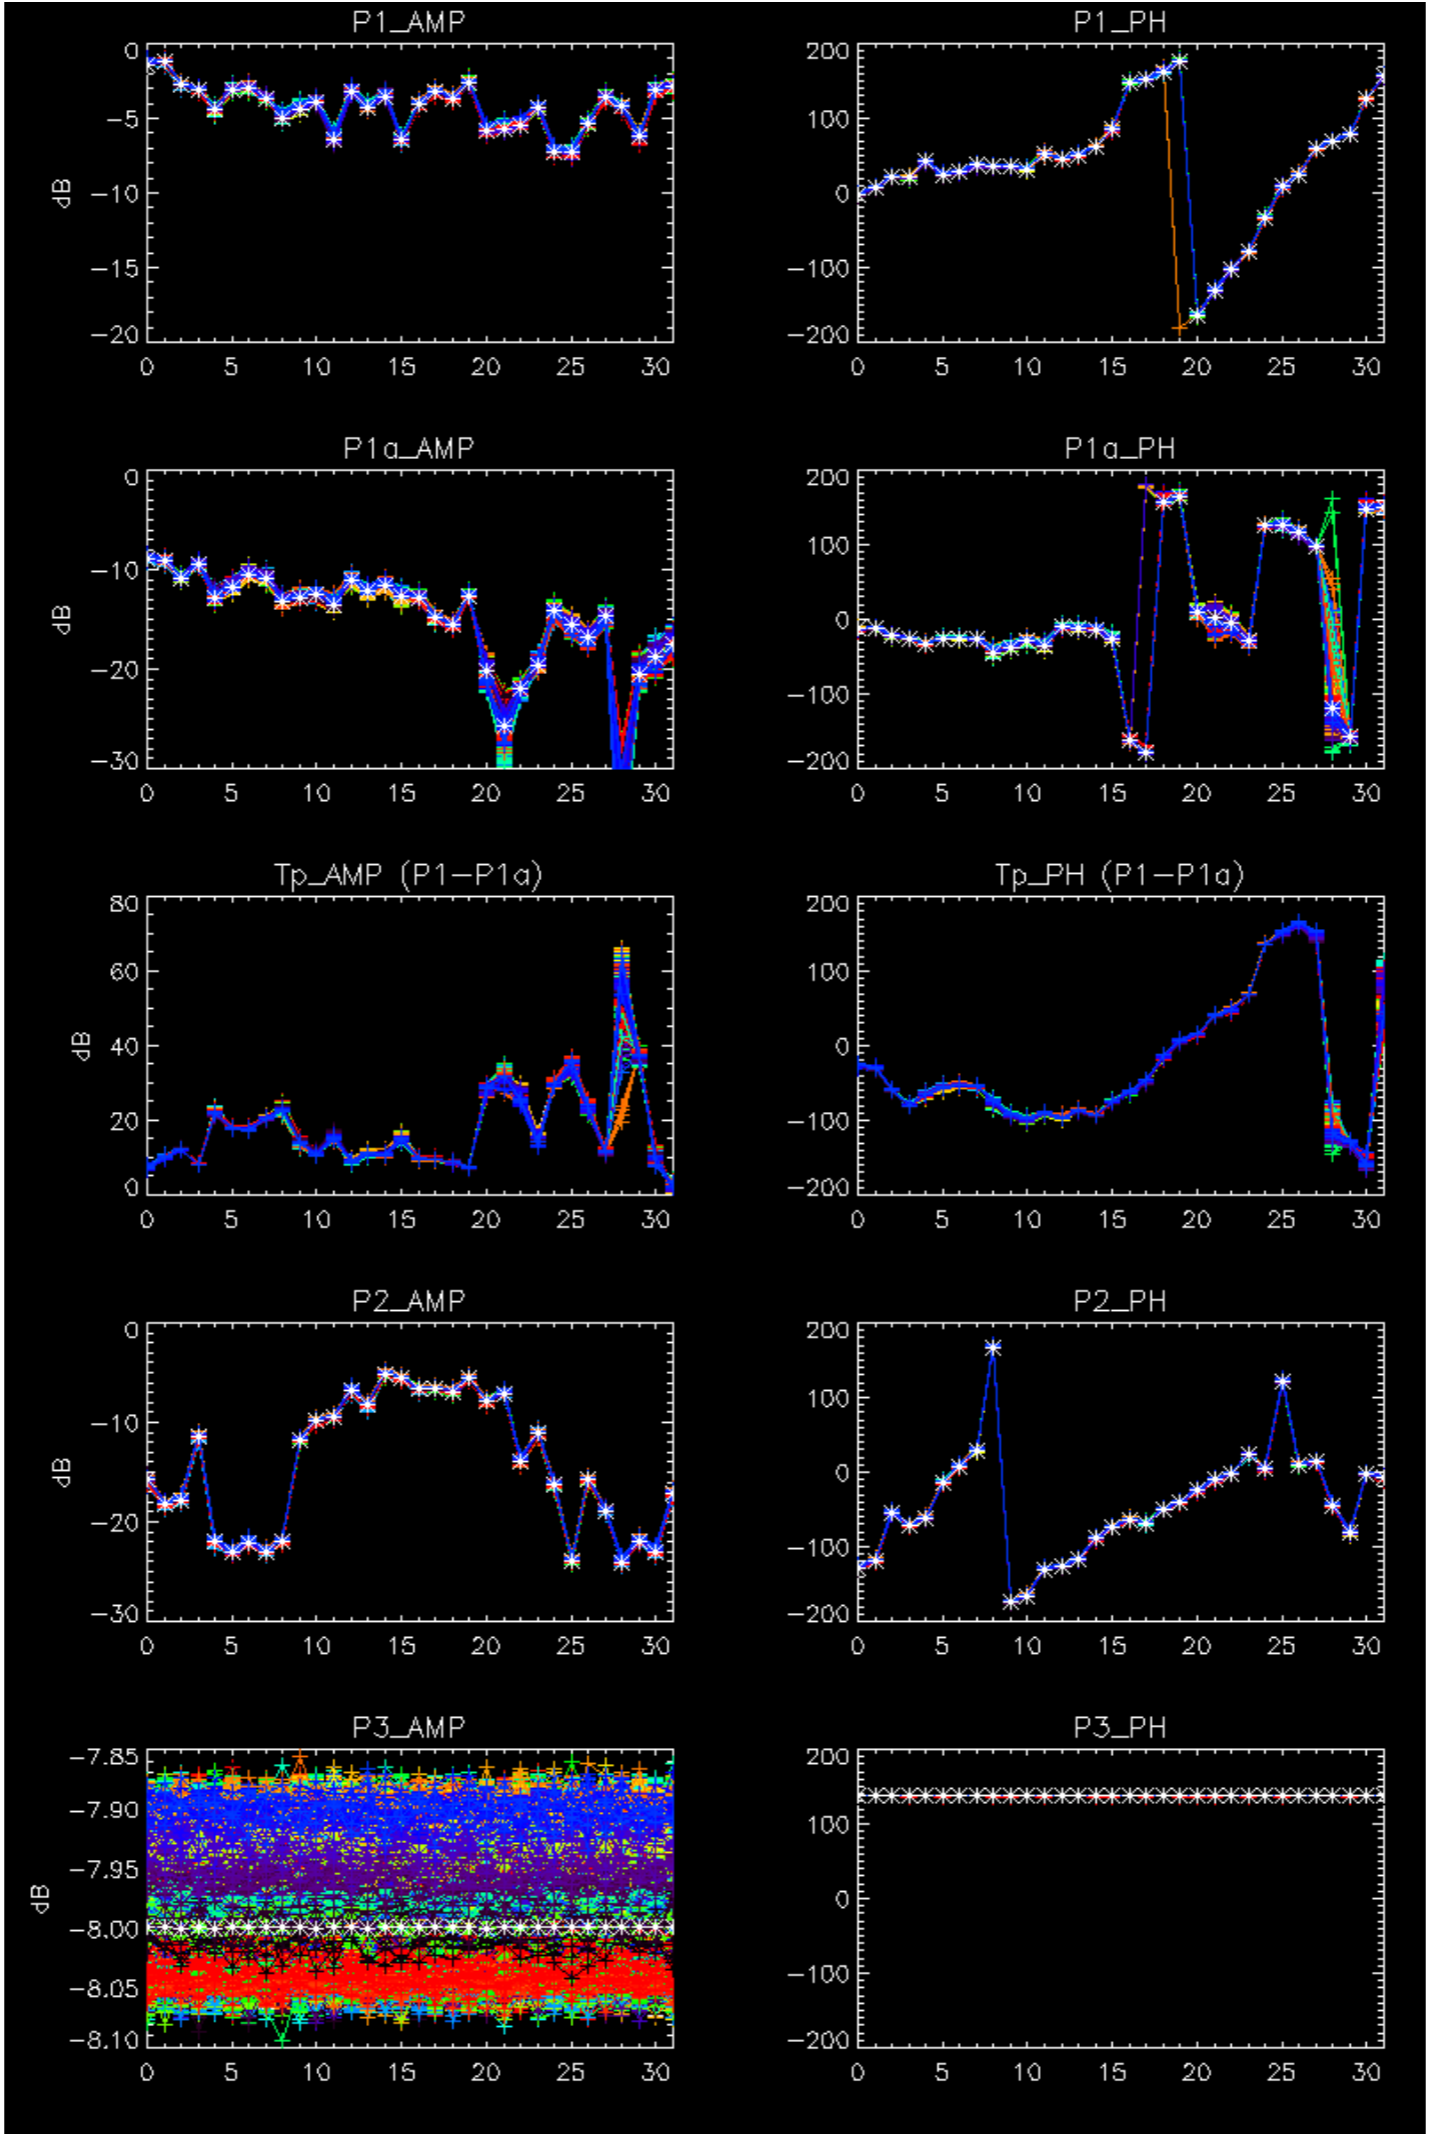 P1_AMP P1_PH
0 200
−5 100
−10 0
−15 −100
−20 −200
dB
0 5 10 15 20 25 30 0 5 10 15 20 25 30
P1a_AMP P1a_PH
0 200
−10 100
0
−20 −100
−30 −200
dB
0 5 10 15 20 25 30 0 5 10 15 20 25 30
Tp_AMP (P1−P1a) Tp_PH (P1−P1a)
80 200
60 100
40 0
20 −100
0 −200
dB
0 5 10 15 20 25 30 0 5 10 15 20 25 30
P2_AMP P2_PH
0 200
−10 100
0
−20 −100
−30 −200
dB
0 5 10 15 20 25 30 0 5 10 15 20 25 30
P3_AMP P3_PH
−7.85 200
−7.90 100
−7.95
−8.00 0
−8.05 −100
−8.10 −200
dB
0 5 10 15 20 25 30 0 5 10 15 20 25 30